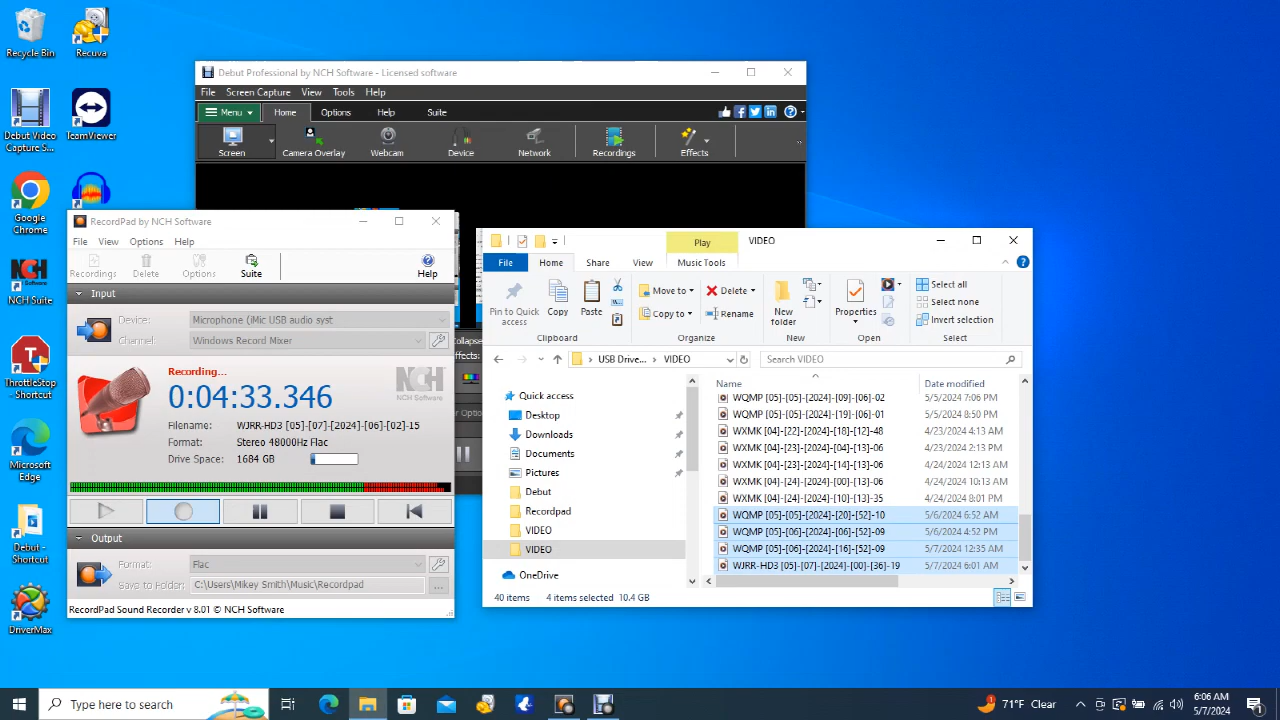 Recycle Bin
Recuva
Debut Video
Capture S...
TeamViewer
Google
Chrome
NCH
NCH Suite
ThrottleStop
- Shortcut
Microsoft
Edge
Debut -
Shortcut
DriverMax
Debut Professional by NCH Software - Licensed software
File Screen Capture View Tools Help
Menu Home Options Help Suite
Screen Camera Overlay Webcam Device Network Recordings Effects
RecordPad by NCH Software
File View Options Help
Recordings Delete Options Suite Help
Input
Device: Microphone (iMic USB audio syst
Channel: Windows Record Mixer
Recording...
0:04:33.346
NCH
NCH Software
Filename: WJRR-HD3 [05]-[07]-[2024]-[06]-[02]-15
Format: Stereo 48000Hz Flac
Drive Space: 1684 GB
Output
Format: Flac
Save to Folder: C:\Users\Mikey Smith\Music\Recordpad
...
RecordPad Sound Recorder v 8.01 © NCH Software
Play VIDEO
File Home Share View Music Tools
Pin to Quick
access
Copy
Paste
Move to
Copy to
Delete
Rename
New
folder
Properties
Select all
Select none
Invert selection
Clipboard Organize New Open Select
USB Drive... VIDEO Search VIDEO
Quick access
Desktop
Downloads
Documents
Pictures
Debut
Recordpad
VIDEO
VIDEO
OneDrive
Name Date modified
WQMP [05]-[05]-[2024]-[09]-[06]-02 5/5/2024 7:06 PM
WQMP [05]-[05]-[2024]-[19]-[06]-01 5/5/2024 8:50 PM
WXMK [04]-[22]-[2024]-[18]-[12]-48 4/23/2024 4:13 AM
WXMK [04]-[23]-[2024]-[04]-[13]-06 4/23/2024 2:13 PM
WXMK [04]-[23]-[2024]-[14]-[13]-06 4/24/2024 12:13 AM
WXMK [04]-[24]-[2024]-[00]-[13]-06 4/24/2024 10:13 AM
WXMK [04]-[24]-[2024]-[10]-[13]-35 4/24/2024 8:01 PM
WQMP [05]-[05]-[2024]-[20]-[52]-10 5/6/2024 6:52 AM
WQMP [05]-[06]-[2024]-[06]-[52]-09 5/6/2024 4:52 PM
WQMP [05]-[06]-[2024]-[16]-[52]-09 5/7/2024 12:35 AM
WJRR-HD3 [05]-[07]-[2024]-[00]-[36]-19 5/7/2024 6:01 AM
40 items 4 items selected 10.4 GB
Type here to search
71°F Clear
6:06 AM
5/7/2024